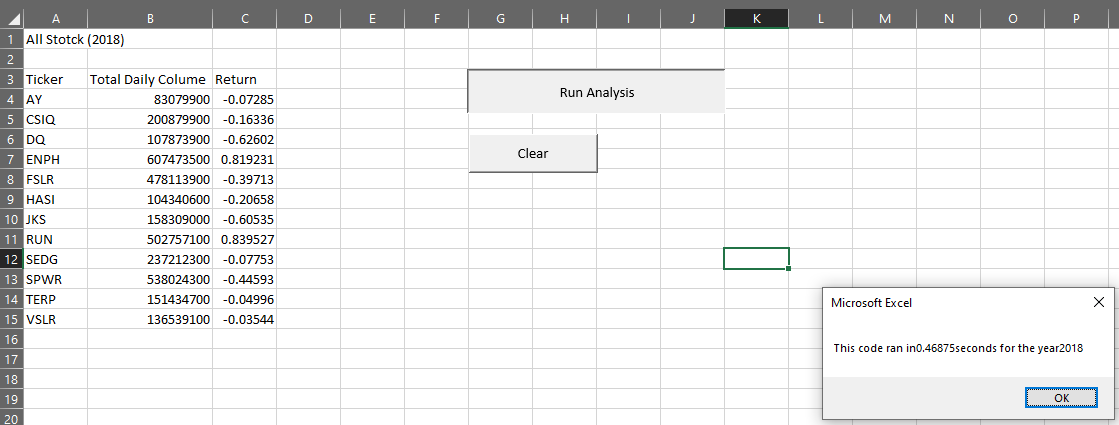 A B C D E F G H I J K L M N O P
1 All Stotck (2018)
2
3 Ticker Total Daily Colume Return
4 AY 83079900 -0.07285
Run Analysis
5 CSIQ 200879900 -0.16336
6 DQ 107873900 -0.62602
7 ENPH 607473500 0.819231
Clear
8 FSLR 478113900 -0.39713
9 HASI 104340600 -0.20658
10 JKS 158309000 -0.60535
11 RUN 502757100 0.839527
12 SEDG 237212300 -0.07753
13 SPWR 538024300 -0.44593
14 TERP 151434700 -0.04996
15 VSLR 136539100 -0.03544
16
17
18
19
20
Microsoft Excel
This code ran in0.46875seconds for the year2018
OK